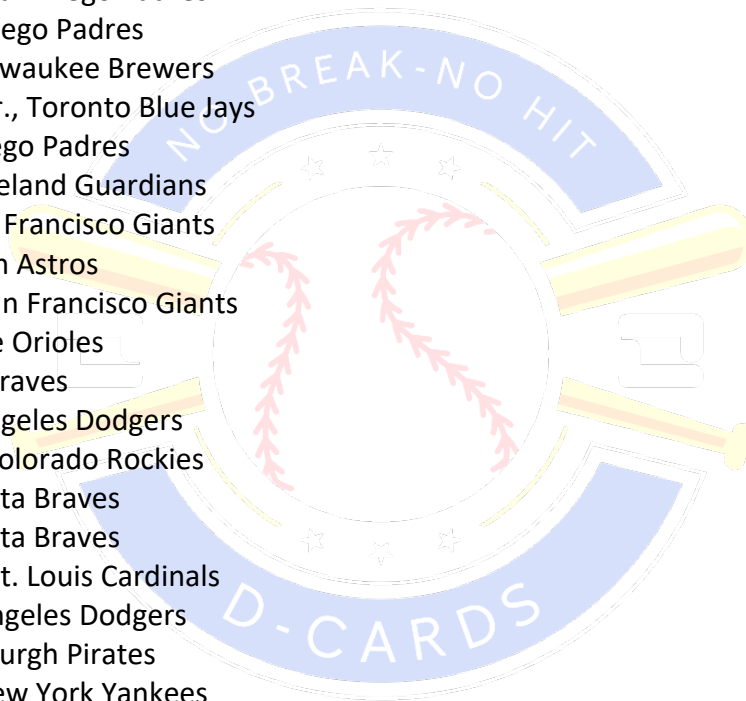 ego Padres
waukee Brewers
r., Toronto Blue Jays
go Padres
eland Guardians
Francisco Giants
n Astros
n Francisco Giants
e Orioles
raves
geles Dodgers
olorado Rockies
ta Braves
ta Braves
t. Louis Cardinals
ngeles Dodgers
urgh Pirates
ew York Yankees
NO BREAK-NO HIT
D-CARDS